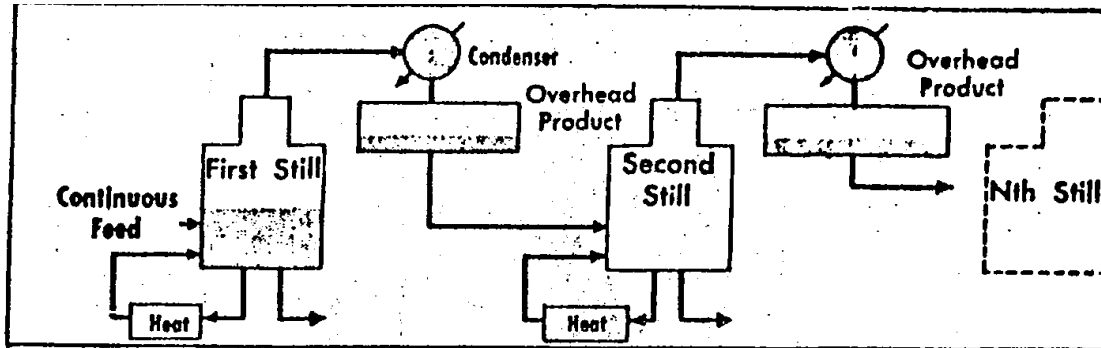 Condenser
Overhead
Product
First Still
Continuous
Feed
Heat
Second
Still
Heat
Overhead
Product
Nth Still